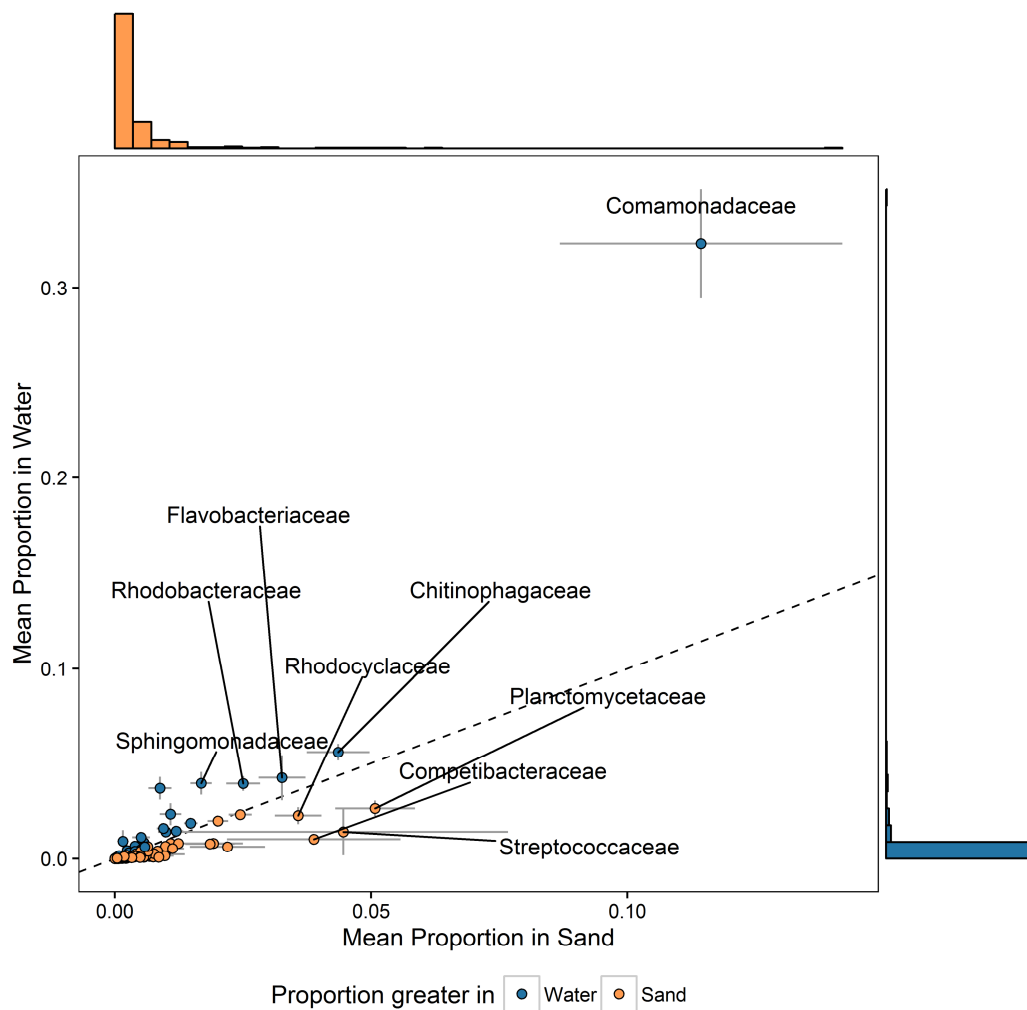 Comamonadaceae
0.3
Mean Proportion in Water
0.2
Flavobacteriaceae
Rhodobacteraceae
Chitinophagaceae
Rhodocyclaceae
0.1
Planctomycetaceae
Sphingomonadaceae
Competibacteraceae
Streptococcaceae
0.0
0.00 0.05 0.10
Mean Proportion in Sand
Proportion greater in Water Sand